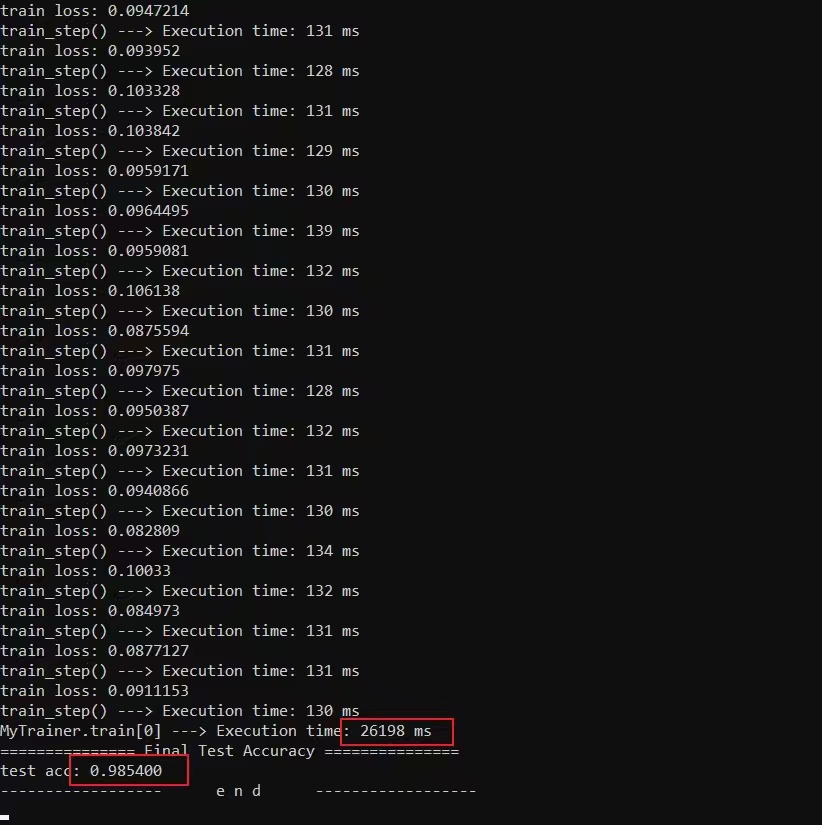 train loss: 0.0947214
train_step() ---> Execution time: 131 ms
train loss: 0.093952
train_step() ---> Execution time: 128 ms
train loss: 0.103328
train_step() ---> Execution time: 131 ms
train loss: 0.103842
train_step() ---> Execution time: 129 ms
train loss: 0.0959171
train_step() ---> Execution time: 130 ms
train loss: 0.0964495
train_step() ---> Execution time: 139 ms
train loss: 0.0959081
train_step() ---> Execution time: 132 ms
train loss: 0.106138
train_step() ---> Execution time: 130 ms
train loss: 0.0875594
train_step() ---> Execution time: 131 ms
train loss: 0.097975
train_step() ---> Execution time: 128 ms
train loss: 0.0950387
train_step() ---> Execution time: 132 ms
train loss: 0.0973231
train_step() ---> Execution time: 131 ms
train loss: 0.0940866
train_step() ---> Execution time: 130 ms
train loss: 0.082809
train_step() ---> Execution time: 134 ms
train loss: 0.10033
train_step() ---> Execution time: 132 ms
train loss: 0.084973
train_step() ---> Execution time: 131 ms
train loss: 0.0877127
train_step() ---> Execution time: 131 ms
train loss: 0.0911153
train_step() ---> Execution time: 130 ms
MyTrainer.train[0] ---> Execution time: 26198 ms
=============== Final Test Accuracy ===============
test acc: 0.985400
------------------      e n d      ------------------